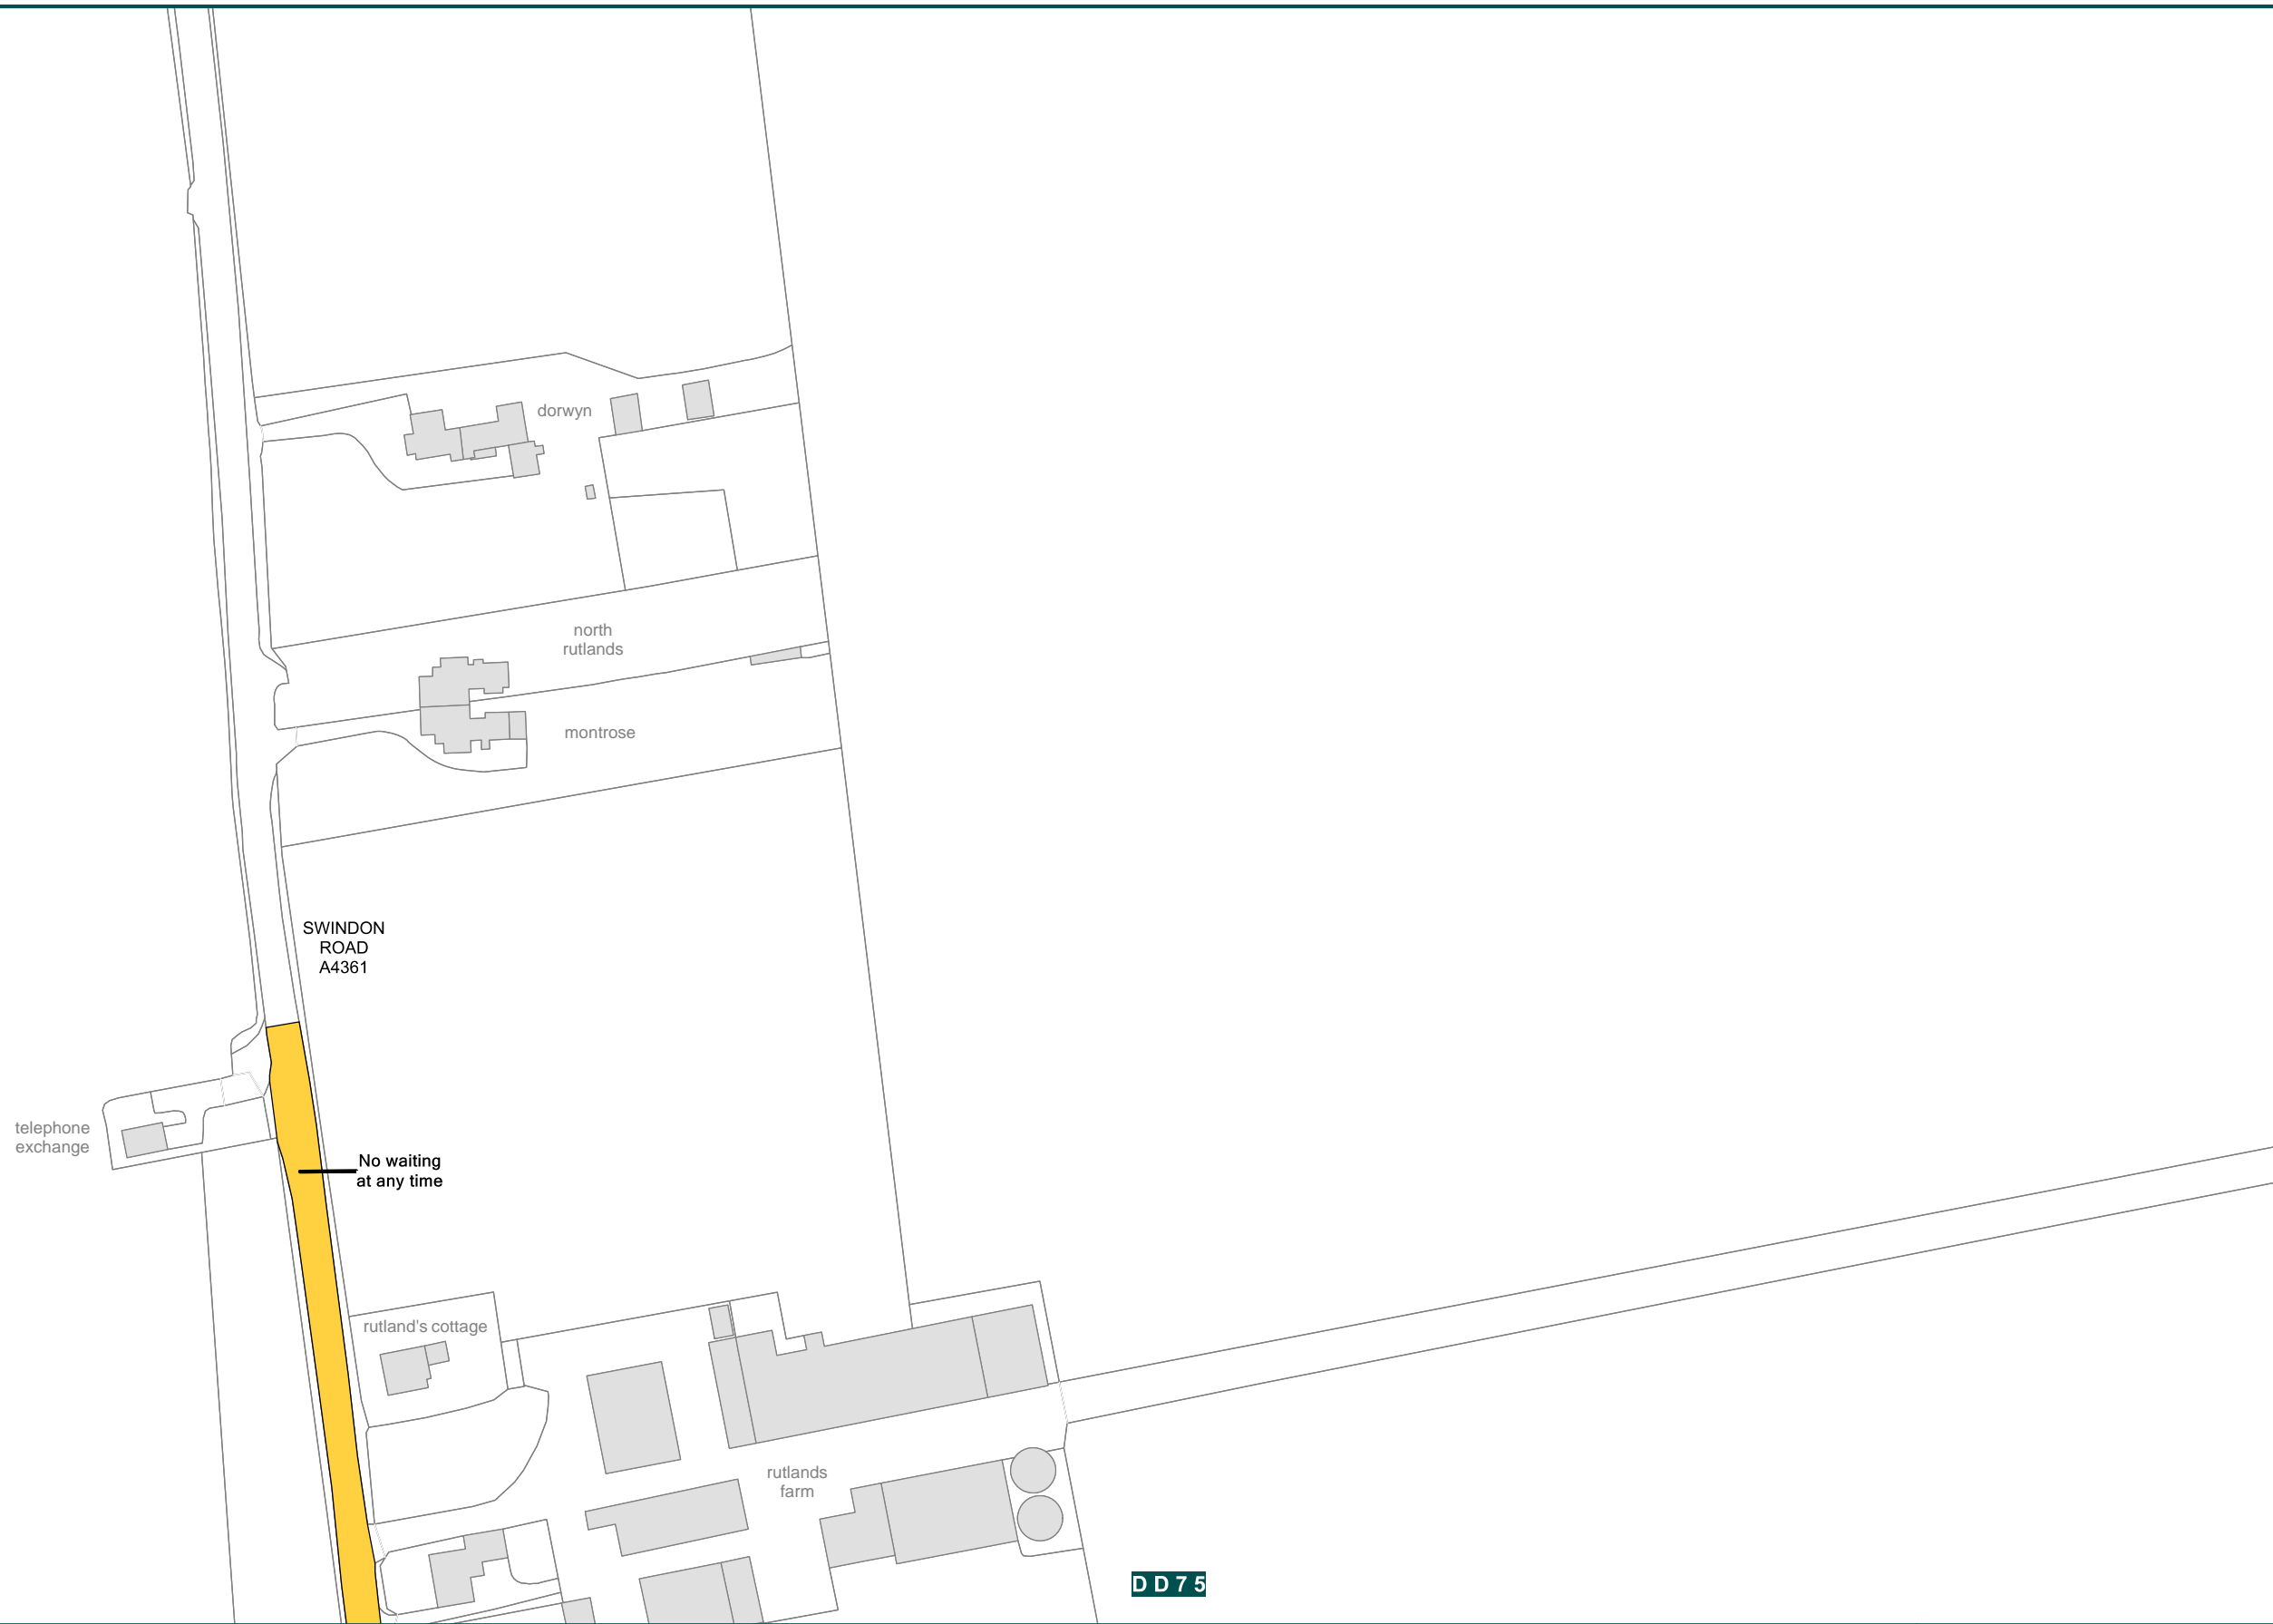 dorwyn
north
rutlands
montrose
SWINDON
ROAD
A4361
telephone
exchange
No waiting
at any time
rutland's cottage
rutlands
farm
DD75